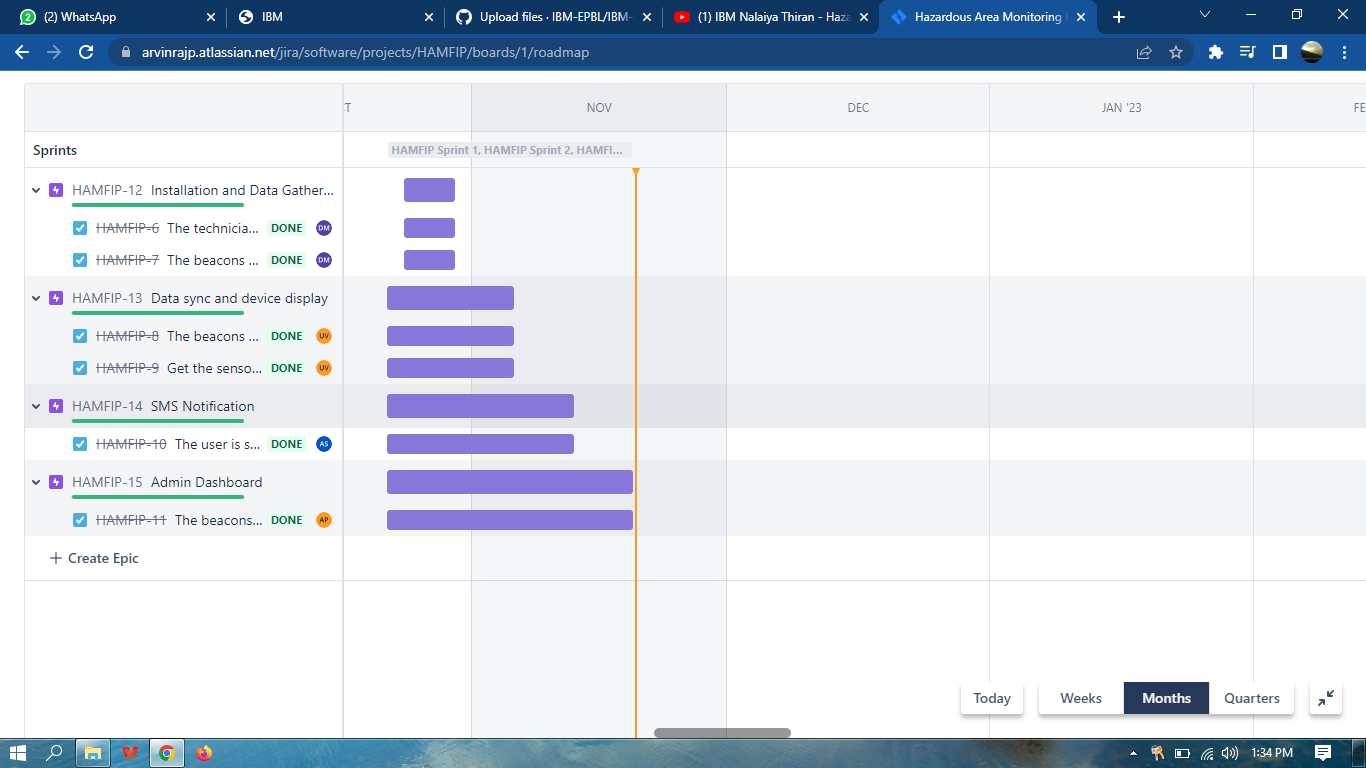 (2) WhatsApp
IBM
Upload files · IBM-EPBL/IBM-
(1) IBM Nalaiya Thiran - Haza
Hazardous Area Monitoring
arvinrajp.atlassian.net/jira/software/projects/HAMFIP/boards/1/roadmap
NOV
DEC
JAN '23
FE
Sprints
HAMFIP Sprint 1, HAMFIP Sprint 2, HAMFI...
HAMFIP-12 Installation and Data Gather...
HAMFIP-6 The technicia... DONE DM
HAMFIP-7 The beacons ... DONE DM
HAMFIP-13 Data sync and device display
HAMFIP-8 The beacons ... DONE UV
HAMFIP-9 Get the senso... DONE UV
HAMFIP-14 SMS Notification
HAMFIP-10 The user is s... DONE AS
HAMFIP-15 Admin Dashboard
HAMFIP-11 The beacons... DONE AP
+ Create Epic
Today
Weeks
Months
Quarters
1:34 PM